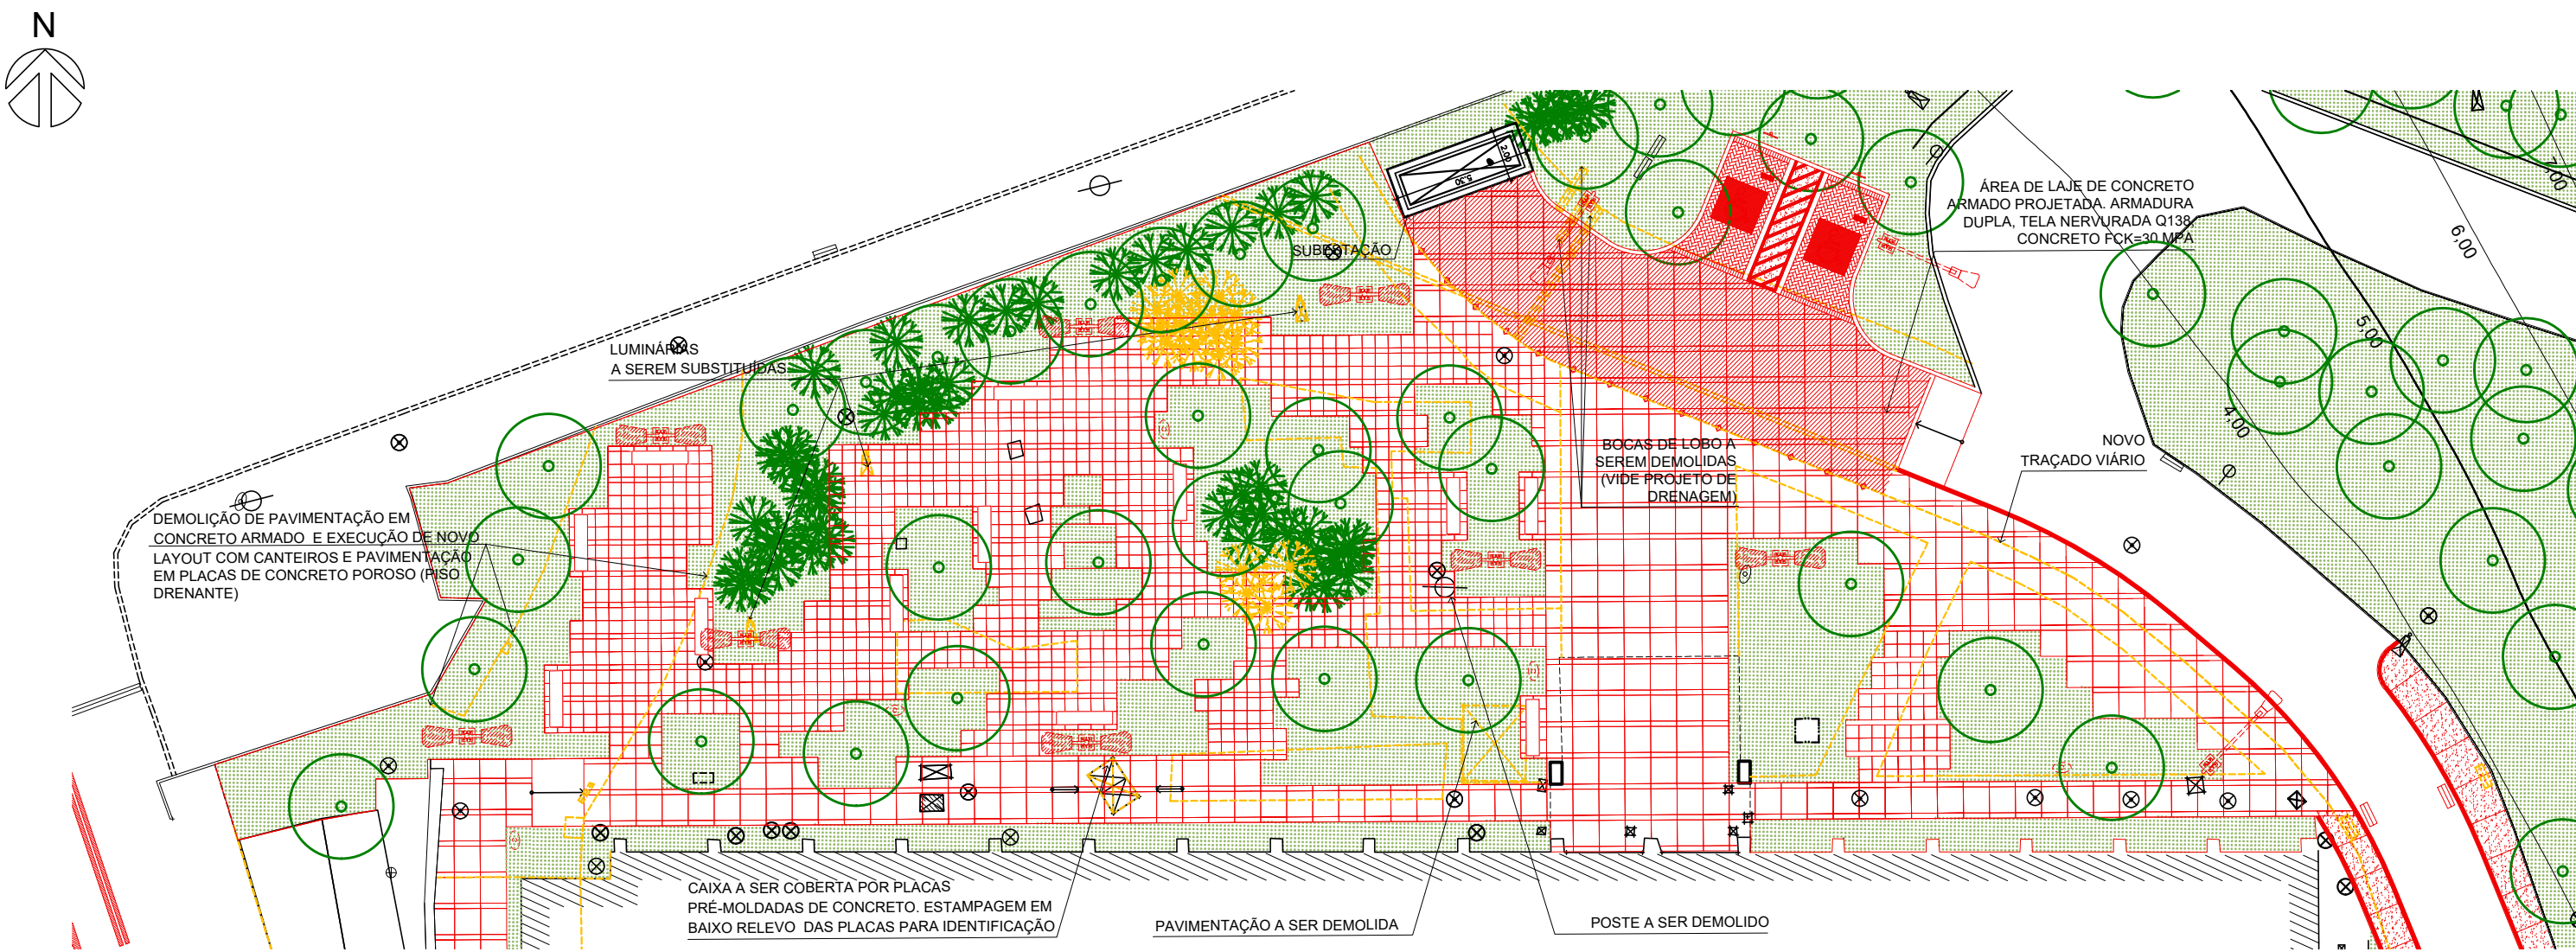 N
2.00
5.30
7,00
ÁREA DE LAJE DE CONCRETO
ARMADO PROJETADA. ARMADURA
DUPLA, TELA NERVURADA Q138,
CONCRETO FCK=30 MPA
6,00
SUBESTAÇÃO
5,00
LUMINÁRIAS
A SEREM SUBSTITUÍDAS
4,00
BOCAS DE LOBO A
SEREM DEMOLIDAS
(VIDE PROJETO DE
DRENAGEM)
NOVO
TRAÇADO VIÁRIO
DEMOLIÇÃO DE PAVIMENTAÇÃO EM
CONCRETO ARMADO E EXECUÇÃO DE NOVO
LAYOUT COM CANTEIROS E PAVIMENTAÇÃO
EM PLACAS DE CONCRETO POROSO (PISO
DRENANTE)
CAIXA A SER COBERTA POR PLACAS
PRÉ-MOLDADAS DE CONCRETO. ESTAMPAGEM EM
BAIXO RELEVO DAS PLACAS PARA IDENTIFICAÇÃO
PAVIMENTAÇÃO A SER DEMOLIDA
POSTE A SER DEMOLIDO